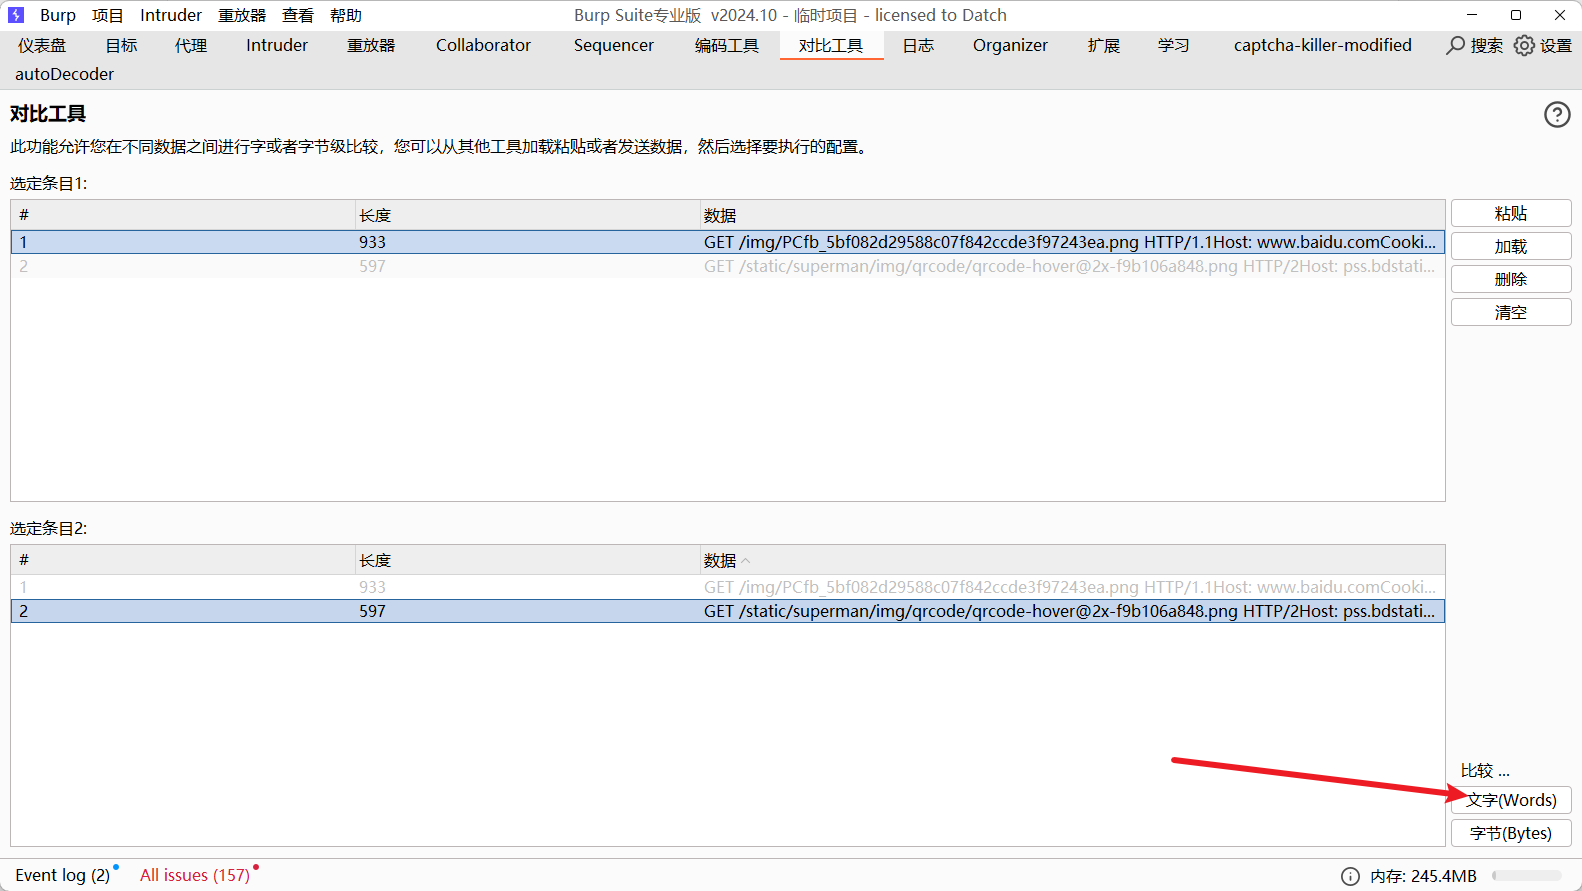 Burp 项目 Intruder 重放器 查看 帮助 Burp Suite专业版 v2024.10 - 临时项目 - licensed to Datch
仪表盘 目标 代理 Intruder 重放器 Collaborator Sequencer 编码工具 对比工具 日志 Organizer 扩展 学习 captcha-killer-modified 搜索 设置
autoDecoder
对比工具
此功能允许您在不同数据之间进行字或者字节级比较，您可以从其他工具加载粘贴或者发送数据，然后选择要执行的配置。
选定条目1:
# 长度 数据
1 933 GET /img/PCfb_5bf082d29588c07f842ccde3f97243ea.png HTTP/1.1Host: www.baidu.comCooki...
2 597 GET /static/superman/img/qrcode/qrcode-hover@2x-f9b106a848.png HTTP/2Host: pss.bdstati...
粘贴
加载
删除
清空
选定条目2:
# 长度 数据
1 933 GET /img/PCfb_5bf082d29588c07f842ccde3f97243ea.png HTTP/1.1Host: www.baidu.comCooki...
2 597 GET /static/superman/img/qrcode/qrcode-hover@2x-f9b106a848.png HTTP/2Host: pss.bdstati...
比较 ...
文字(Words)
字节(Bytes)
Event log (2) All issues (157) 内存: 245.4MB